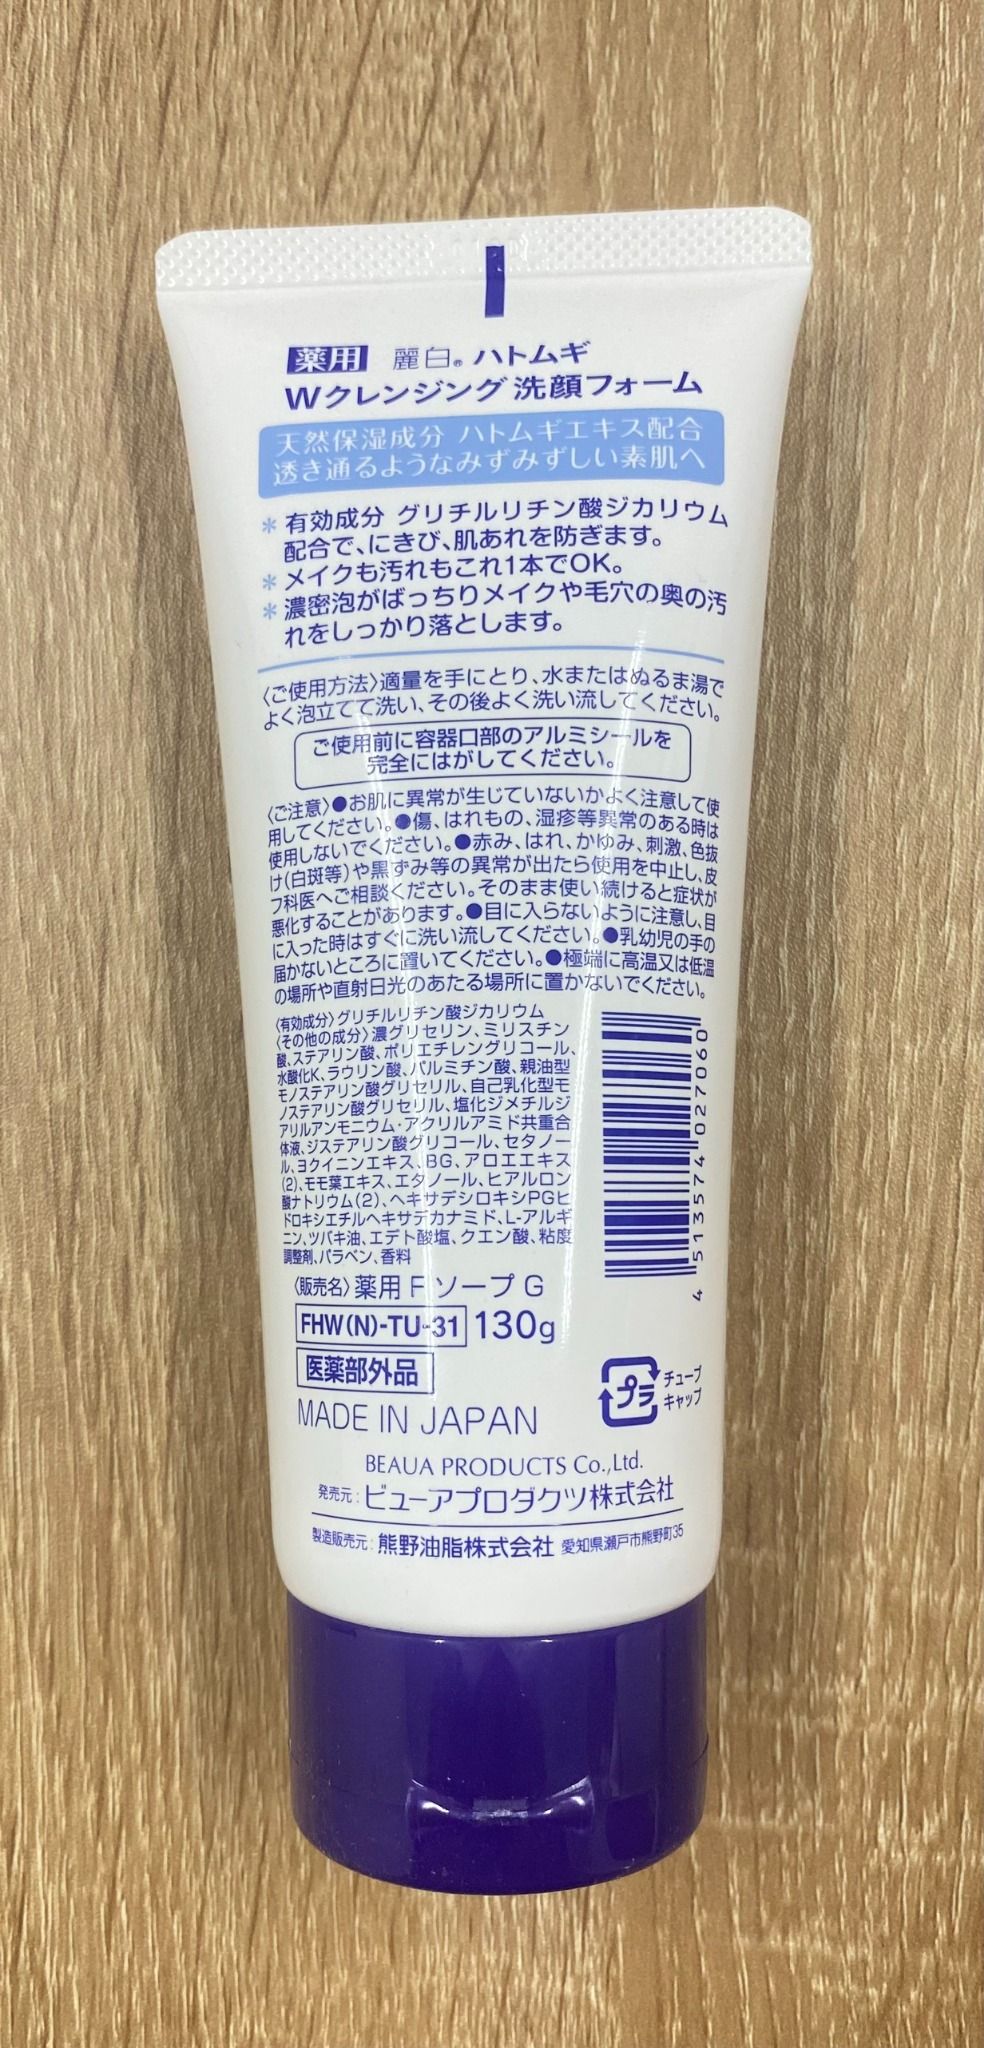 薬用 麗白® ハトムギ
Wクレンジング 洗顔フォーム
天然保湿成分 ハトムギエキス配合
透き通るようなみずみずしい素肌へ
* 有効成分 グリチルリチン酸ジカリウム
配合で、にきび、肌あれを防ぎます。
* メイクも汚れもこれ1本でOK。
* 濃密泡がばっちりメイクや毛穴の奥の汚
れをしっかり落とします。
〈ご使用方法〉適量を手にとり、水またはぬるま湯で
よく泡立てて洗い、その後よく洗い流してください。
ご使用前に容器口部のアルミシールを
完全にはがしてください。
〈ご注意〉●お肌に異常が生じていないかよく注意して使
用してください。●傷、はれもの、湿疹等異常のある時は
使用しないでください。●赤み、はれ、かゆみ、刺激、色抜
け(白斑等)や黒ずみ等の異常が出たら使用を中止し、皮
フ科医へご相談ください。そのまま使い続けると症状が
悪化することがあります。●目に入らないように注意し、目
に入った時はすぐに洗い流してください。●乳幼児の手の
届かないところに置いてください。●極端に高温又は低温
の場所や直射日光のあたる場所に置かないでください。
〈有効成分〉グリチルリチン酸ジカリウム
〈その他の成分〉濃グリセリン、ミリスチン
酸、ステアリン酸、ポリエチレングリコール、
水酸化K、ラウリン酸、パルミチン酸、親油型
モノステアリン酸グリセリル、自己乳化型モ
ノステアリン酸グリセリル、塩化ジメチルジ
アリルアンモニウム・アクリルアミド共重合
体液、ジステアリン酸グリコール、セタノー
ル、ヨクイニンエキス、BG、アロエエキス
(2)、モモ葉エキス、エタノール、ヒアルロン
酸ナトリウム(2)、ヘキサデシロキシPGヒ
ドロキシエチルヘキサデカナミド、L-アルギ
ニン、ツバキ油、エデト酸塩、クエン酸、粘度
調整剤、パラベン、香料
4 513574 027060
〈販売名〉薬用 F ソープ G
FHW(N)-TU-31 130g
医薬部外品
プラ
チューブ
キャップ
MADE IN JAPAN
BEAUA PRODUCTS Co.,Ltd.
発売元:ビューアプロダクツ株式会社
製造販売元:熊野油脂株式会社 愛知県瀬戸市熊野町35